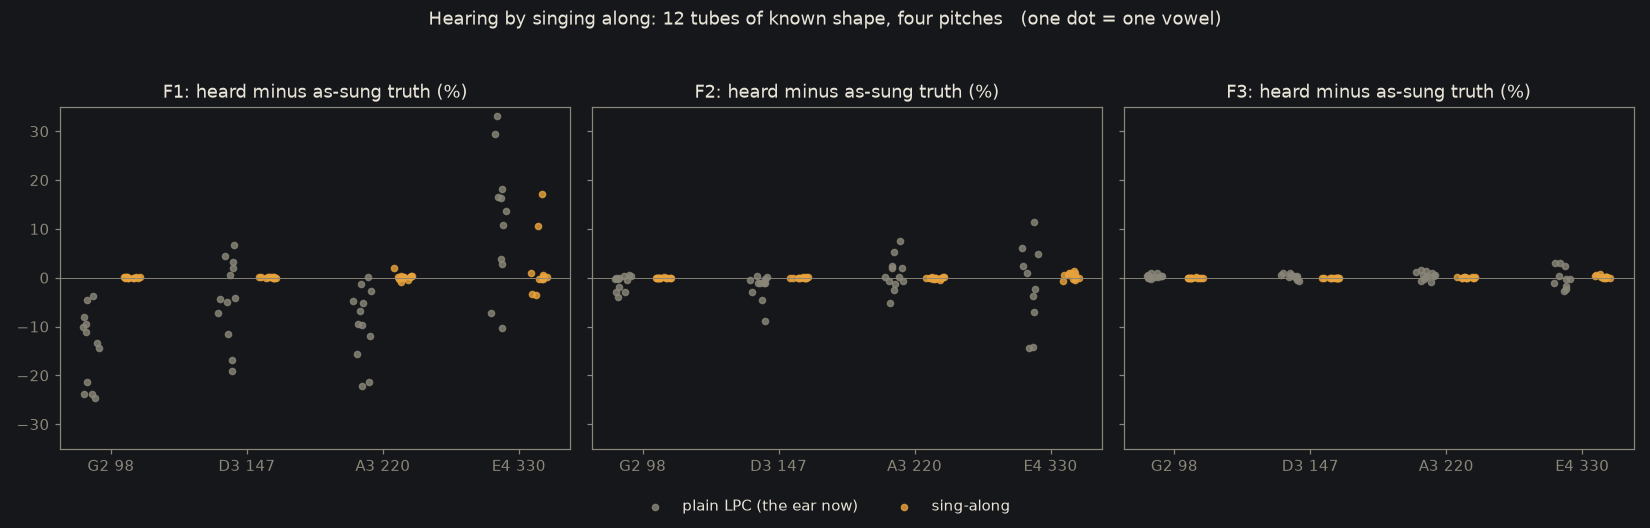 Hearing by singing along: 12 tubes of known shape, four pitches (one dot = one vowel)
F1: heard minus as-sung truth (%)
F2: heard minus as-sung truth (%)
F3: heard minus as-sung truth (%)
30
20
10
0
−10
−20
−30
G2 98
D3 147
A3 220
E4 330
G2 98
D3 147
A3 220
E4 330
G2 98
D3 147
A3 220
E4 330
plain LPC (the ear now)
sing-along